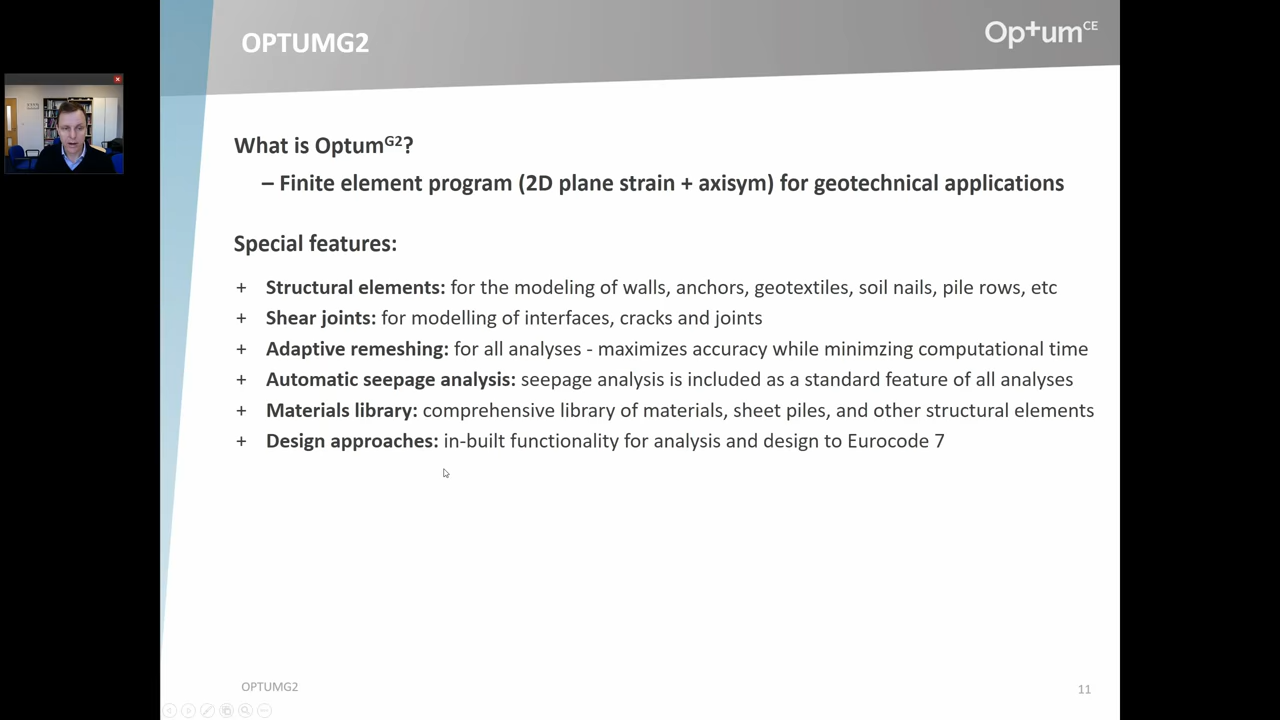 OPTUMG2
Op+umCE
What is OptumG2?
– Finite element program (2D plane strain + axisym) for geotechnical applications
Special features:
+ Structural elements: for the modeling of walls, anchors, geotextiles, soil nails, pile rows, etc
+ Shear joints: for modelling of interfaces, cracks and joints
+ Adaptive remeshing: for all analyses - maximizes accuracy while minimzing computational time
+ Automatic seepage analysis: seepage analysis is included as a standard feature of all analyses
+ Materials library: comprehensive library of materials, sheet piles, and other structural elements
+ Design approaches: in-built functionality for analysis and design to Eurocode 7
OPTUMG2
11